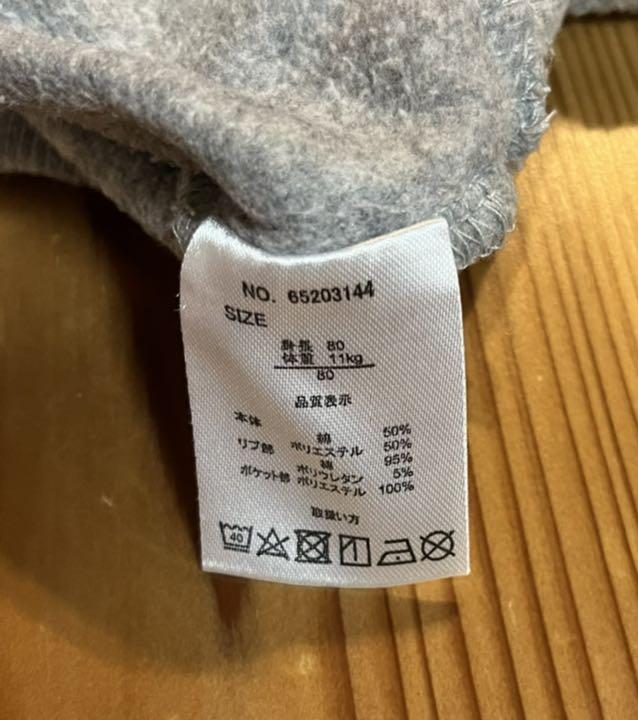 NO. 65203144
SIZE
身長 80
体重 11kg
80
品質表示
本体 綿 50%
ポリエステル 50%
リブ部 綿 95%
ポリウレタン 5%
ポケット部 ポリエステル 100%
取扱い方
40